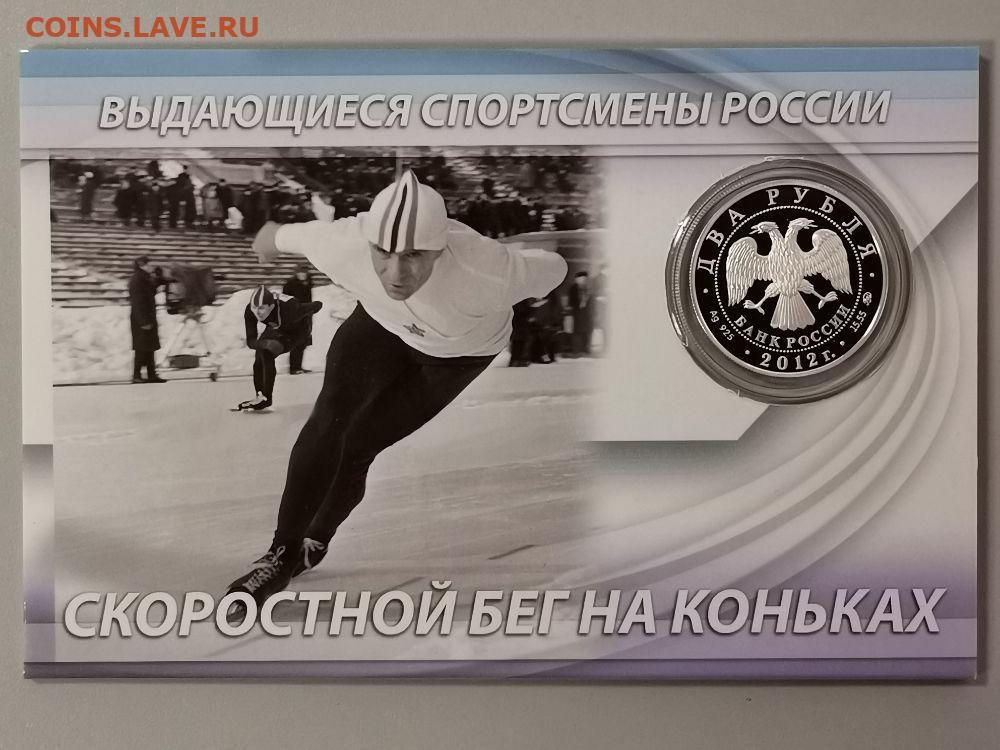 COINS.LAVE.RU
ВЫДАЮЩИЕСЯ СПОРТСМЕНЫ РОССИИ
ДВА РУБЛЯ
Ag 925
БАНК РОССИИ
15.55
2012 г.
СКОРОСТНОЙ БЕГ НА КОНЬКАХ